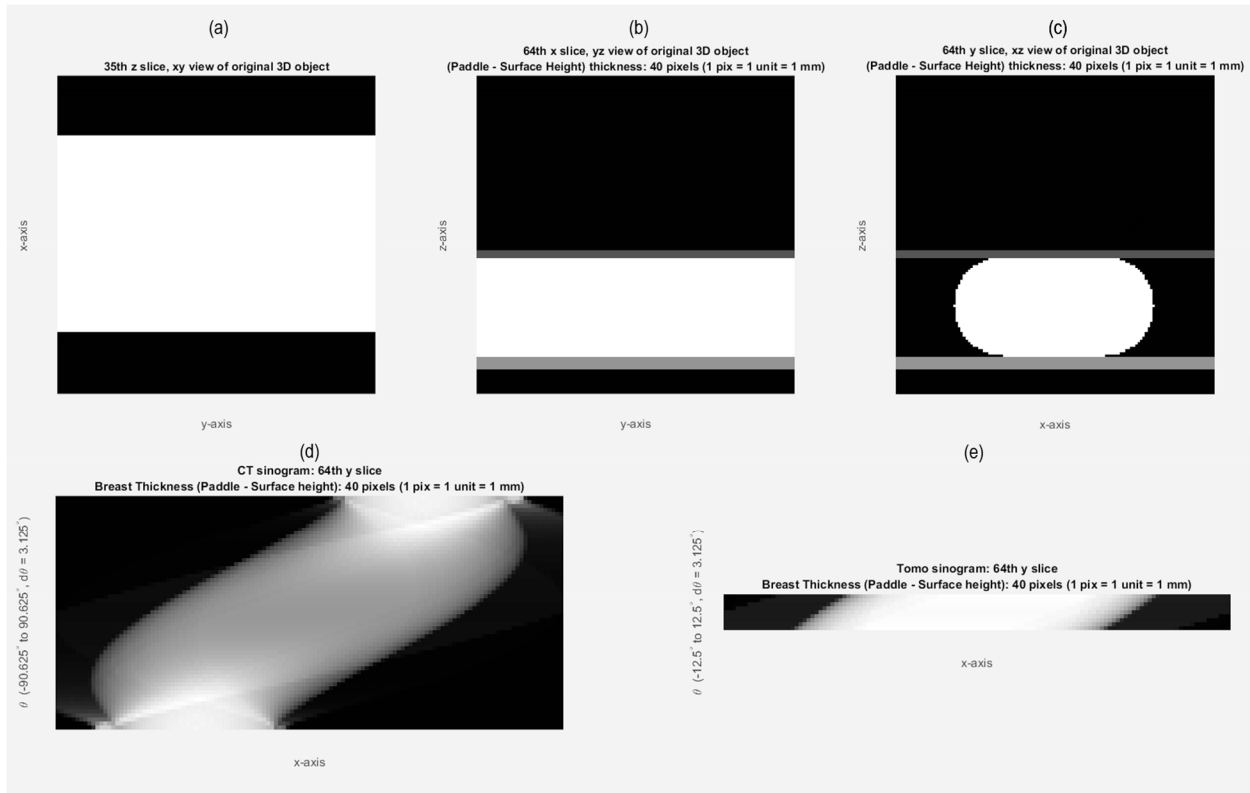 (a)
35th z slice, xy view of original 3D object
x-axis
y-axis
(b)
64th x slice, yz view of original 3D object
(Paddle - Surface Height) thickness: 40 pixels (1 pix = 1 unit = 1 mm)
z-axis
y-axis
(c)
64th y slice, xz view of original 3D object
(Paddle - Surface Height) thickness: 40 pixels (1 pix = 1 unit = 1 mm)
z-axis
x-axis
(d)
CT sinogram: 64th y slice
Breast Thickness (Paddle - Surface height): 40 pixels (1 pix = 1 unit = 1 mm)
θ (-90.625° to 90.625°, dθ = 3.125°)
x-axis
(e)
Tomo sinogram: 64th y slice
Breast Thickness (Paddle - Surface height): 40 pixels (1 pix = 1 unit = 1 mm)
θ (-12.5° to 12.5°, dθ = 3.125°)
x-axis